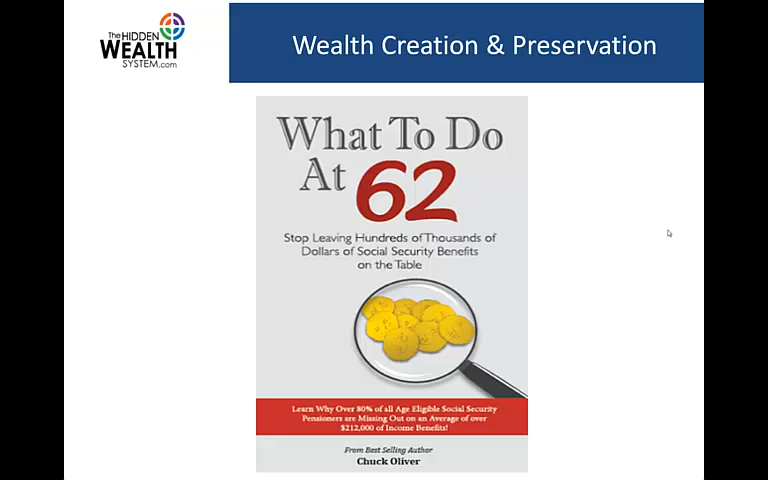 The HIDDEN
WEALTH
SYSTEM.com
Wealth Creation & Preservation
What To Do
At 62
Stop Leaving Hundreds of Thousands of
Dollars of Social Security Benefits
on the Table
Learn Why Over 80% of all Age Eligible Social Security
Pensioners are Missing Out on an Average of over
$212,000 of Income Benefits!
From Best Selling Author
Chuck Oliver